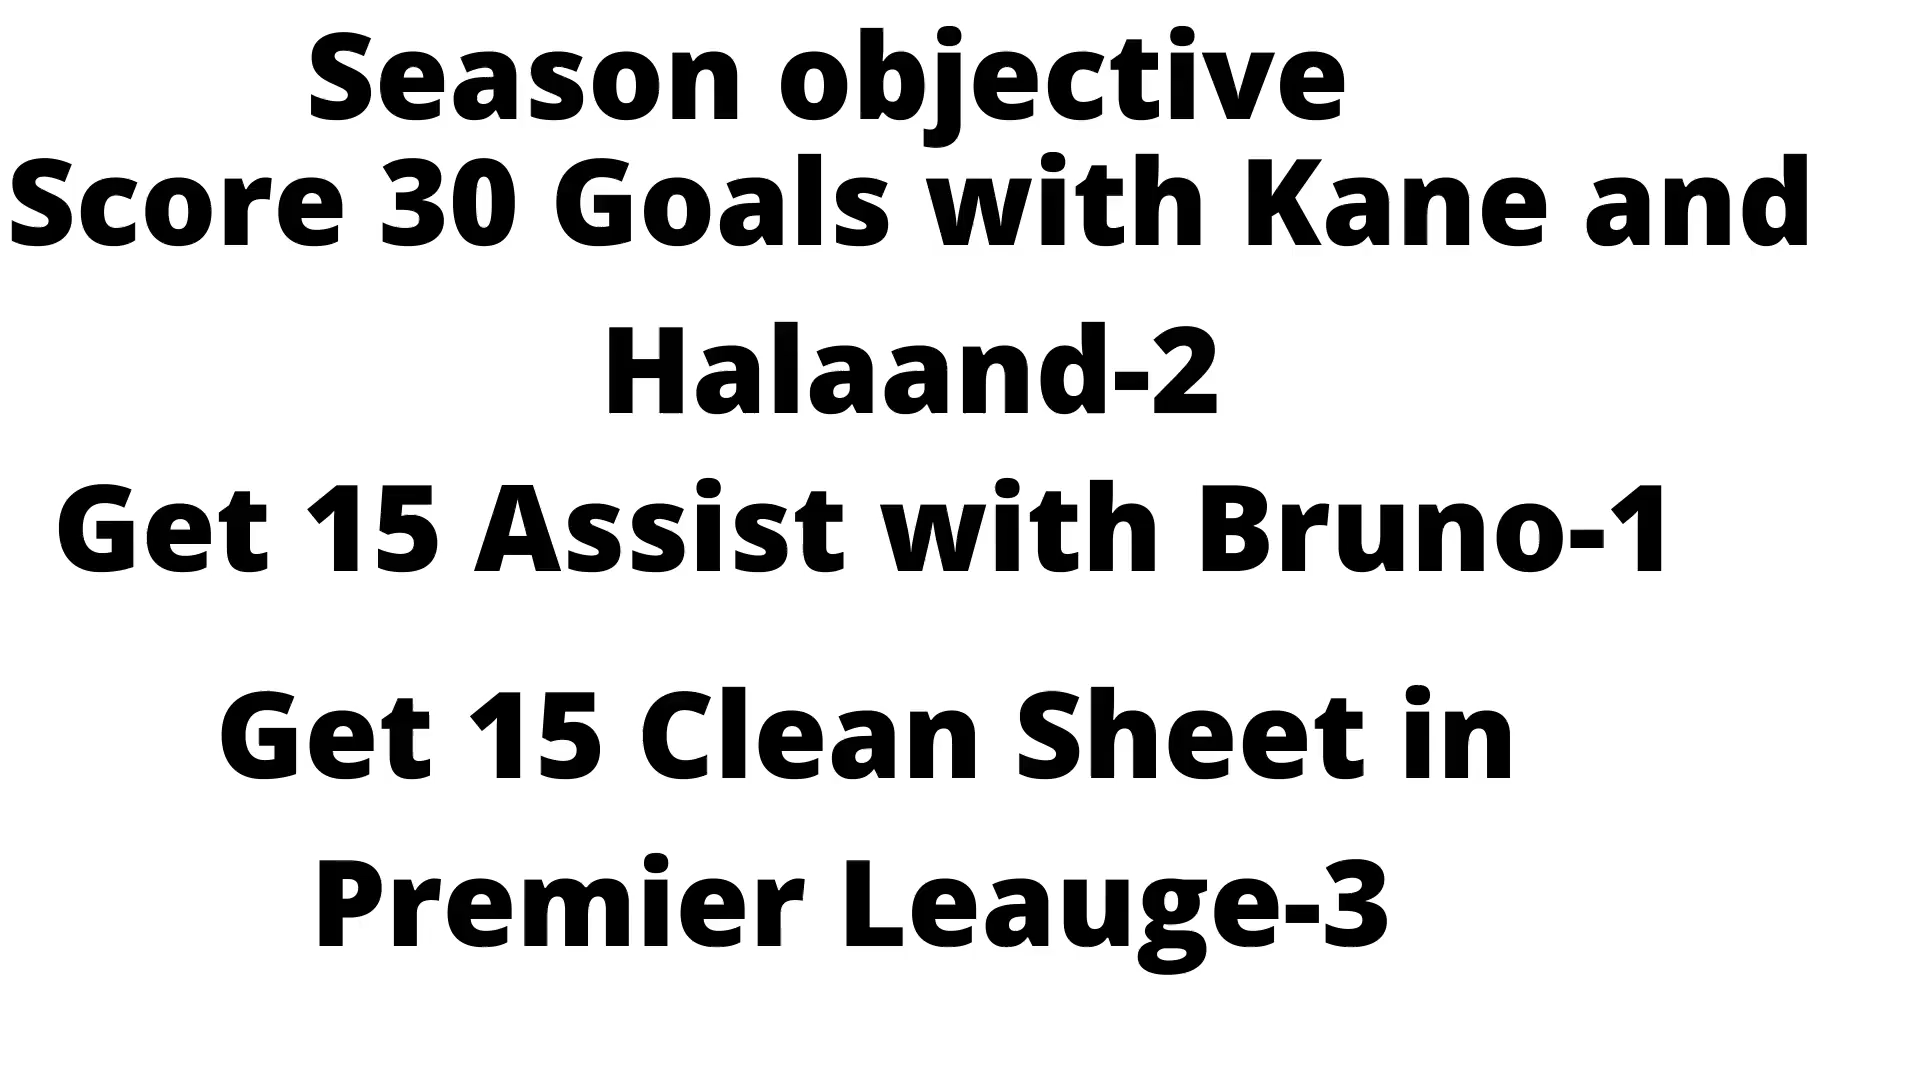 Season objective
Score 30 Goals with Kane and
Halaand-2
Get 15 Assist with Bruno-1
Get 15 Clean Sheet in
Premier Leauge-3